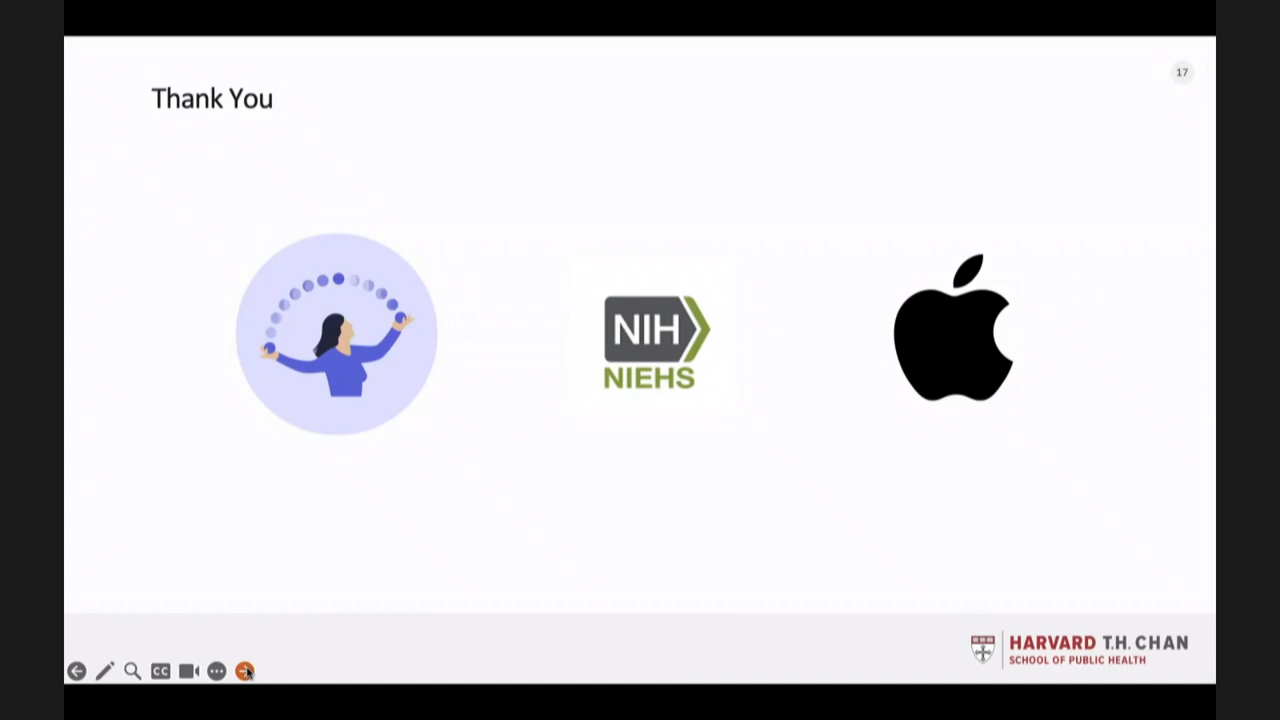 17
Thank You
NIH
NIEHS
HARVARD T.H. CHAN
SCHOOL OF PUBLIC HEALTH
CC